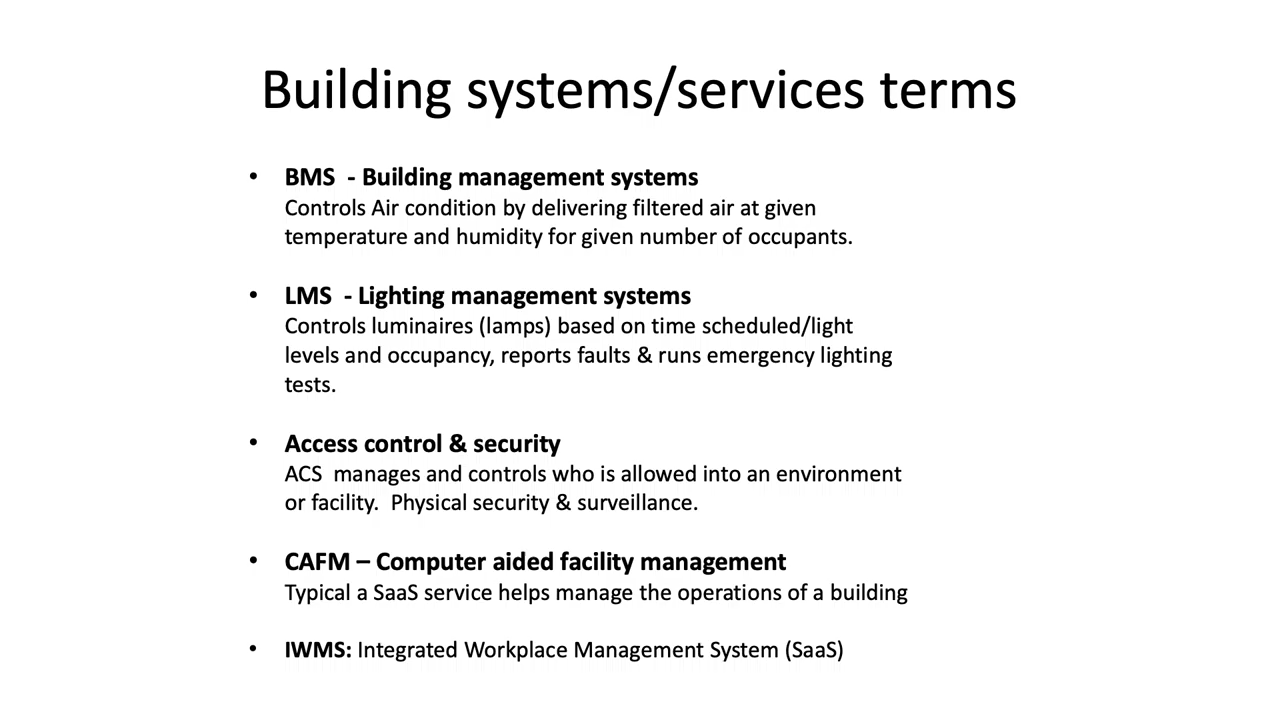 Building systems/services terms
• BMS  - Building management systems
Controls Air condition by delivering filtered air at given
temperature and humidity for given number of occupants.
• LMS  - Lighting management systems
Controls luminaires (lamps) based on time scheduled/light
levels and occupancy, reports faults & runs emergency lighting
tests.
• Access control & security
ACS  manages and controls who is allowed into an environment
or facility.  Physical security & surveillance.
• CAFM – Computer aided facility management
Typical a SaaS service helps manage the operations of a building
• IWMS: Integrated Workplace Management System (SaaS)